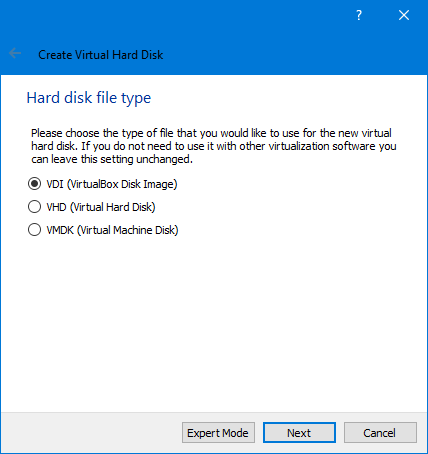 ?
Create Virtual Hard Disk
Hard disk file type
Please choose the type of file that you would like to use for the new virtual
hard disk. If you do not need to use it with other virtualization software you
can leave this setting unchanged.
VDI (VirtualBox Disk Image)
VHD (Virtual Hard Disk)
VMDK (Virtual Machine Disk)
Expert Mode Next Cancel